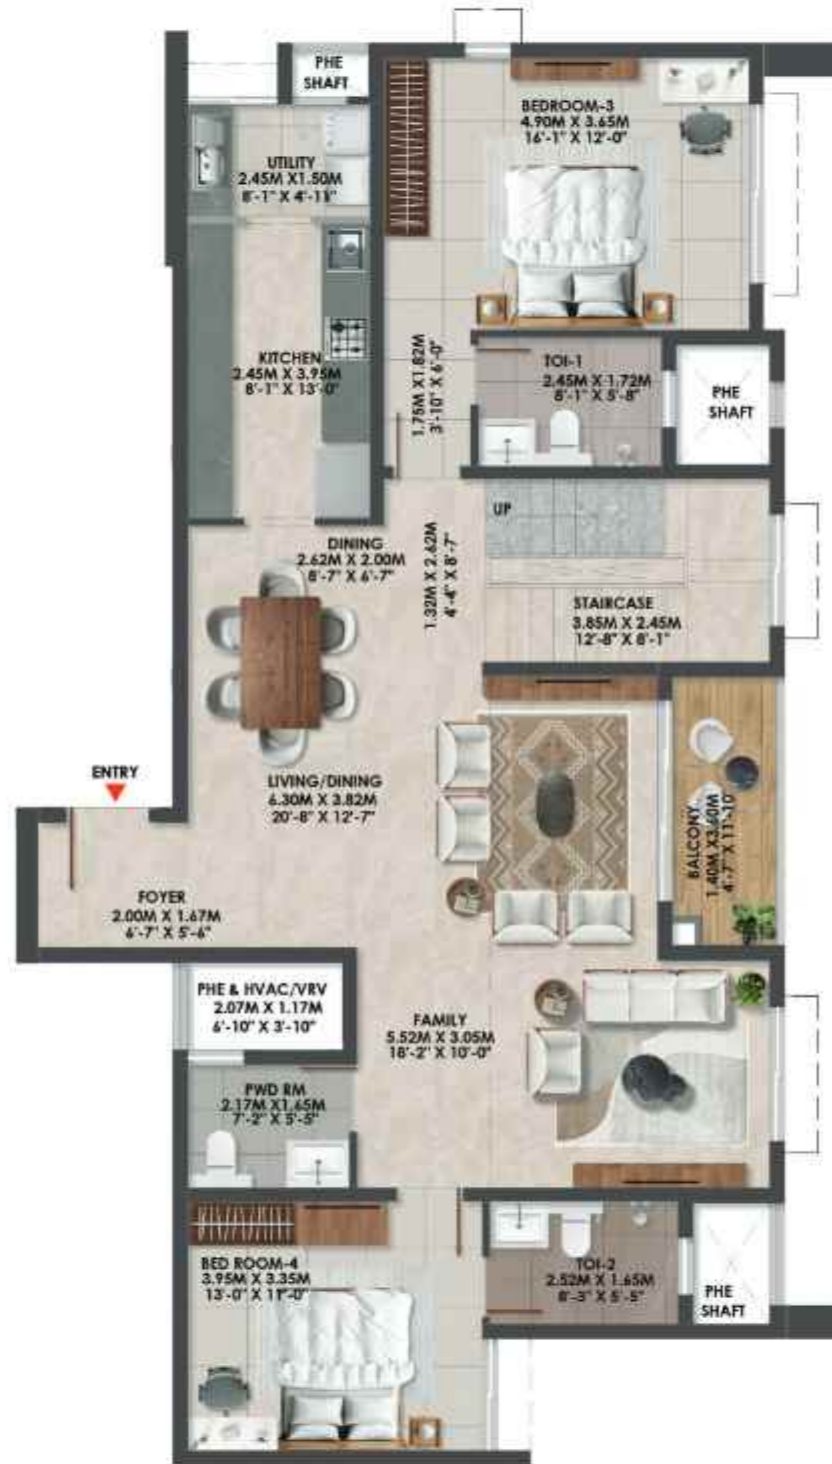 PHE
SHAFT
BEDROOM-3
4.90M X 3.65M
16'-1" X 12'-0"
UTILITY
2.45M X1.50M
8'-1" X 4'-11"
KITCHEN
2.45M X 3.95M
8'-1" X 13'-0"
1.75M X1.82M
3'-10" X 6'-0"
TOI-1
2.45M X 1.72M
8'-1" X 5'-8"
PHE
SHAFT
UP
DINING
2.62M X 2.00M
8'-7" X 6'-7"
1.32M X 2.62M
4'-4" X 8'-7"
STAIRCASE
3.85M X 2.45M
12'-8" X 8'-1"
ENTRY
LIVING/DINING
6.30M X 3.82M
20'-8" X 12'-7"
BALCONY
1.40M X3.60M
4'-7" X 11'-10
FOYER
2.00M X 1.67M
6'-7" X 5'-6"
PHE & HVAC/VRV
2.07M X 1.17M
6'-10" X 3'-10"
FAMILY
5.52M X 3.05M
18'-2" X 10'-0"
PWD RM
2.17M X1.65M
7'-2" X 5'-5"
BED ROOM-4
3.95M X 3.35M
13'-0" X 11'-0"
TOI-2
2.52M X 1.65M
8'-3" X 5'-5"
PHE
SHAFT